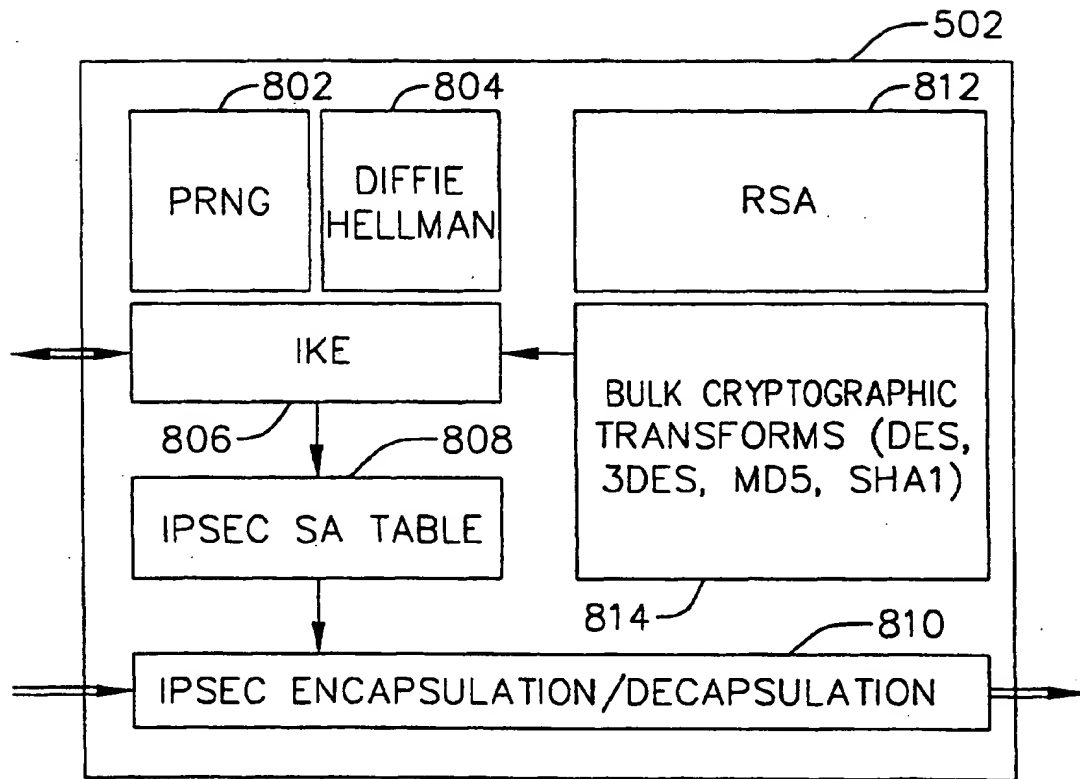 502
802
804
812
PRNG
DIFFIE
HELLMAN
RSA
IKE
BULK CRYPTOGRAPHIC
TRANSFORMS (DES,
3DES, MD5, SHA1)
806
808
IPSEC SA TABLE
814
810
IPSEC ENCAPSULATION/DECAPSULATION